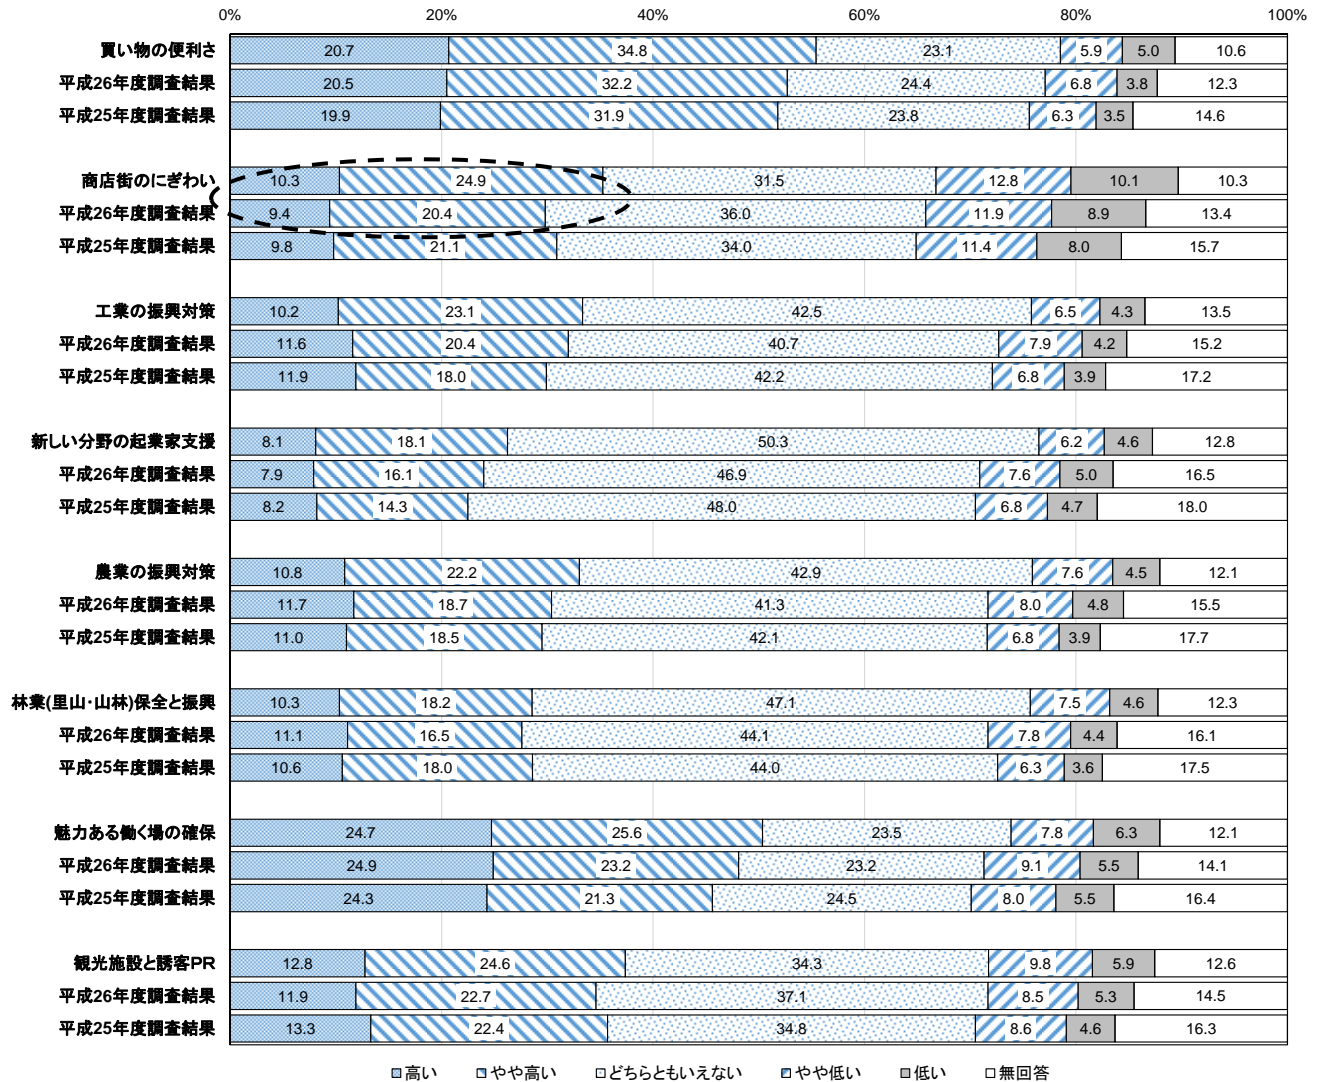 0% 20% 40% 60% 80% 100%
買い物の便利さ 20.7 34.8 23.1 5.9 5.0 10.6
平成26年度調査結果 20.5 32.2 24.4 6.8 3.8 12.3
平成25年度調査結果 19.9 31.9 23.8 6.3 3.5 14.6
商店街のにぎわい 10.3 24.9 31.5 12.8 10.1 10.3
平成26年度調査結果 9.4 20.4 36.0 11.9 8.9 13.4
平成25年度調査結果 9.8 21.1 34.0 11.4 8.0 15.7
工業の振興対策 10.2 23.1 42.5 6.5 4.3 13.5
平成26年度調査結果 11.6 20.4 40.7 7.9 4.2 15.2
平成25年度調査結果 11.9 18.0 42.2 6.8 3.9 17.2
新しい分野の起業家支援 8.1 18.1 50.3 6.2 4.6 12.8
平成26年度調査結果 7.9 16.1 46.9 7.6 5.0 16.5
平成25年度調査結果 8.2 14.3 48.0 6.8 4.7 18.0
農業の振興対策 10.8 22.2 42.9 7.6 4.5 12.1
平成26年度調査結果 11.7 18.7 41.3 8.0 4.8 15.5
平成25年度調査結果 11.0 18.5 42.1 6.8 3.9 17.7
林業(里山・山林)保全と振興 10.3 18.2 47.1 7.5 4.6 12.3
平成26年度調査結果 11.1 16.5 44.1 7.8 4.4 16.1
平成25年度調査結果 10.6 18.0 44.0 6.3 3.6 17.5
魅力ある働く場の確保 24.7 25.6 23.5 7.8 6.3 12.1
平成26年度調査結果 24.9 23.2 23.2 9.1 5.5 14.1
平成25年度調査結果 24.3 21.3 24.5 8.0 5.5 16.4
観光施設と誘客PR 12.8 24.6 34.3 9.8 5.9 12.6
平成26年度調査結果 11.9 22.7 37.1 8.5 5.3 14.5
平成25年度調査結果 13.3 22.4 34.8 8.6 4.6 16.3
高い やや高い どちらともいえない やや低い 低い 無回答